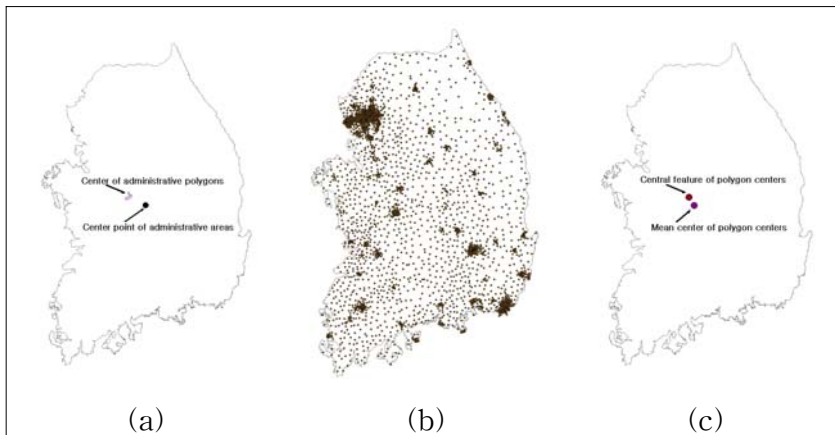 Center of administrative polygons
Center point of administrative areas
(a)
(b)
Central feature of polygon centers
Mean center of polygon centers
(c)